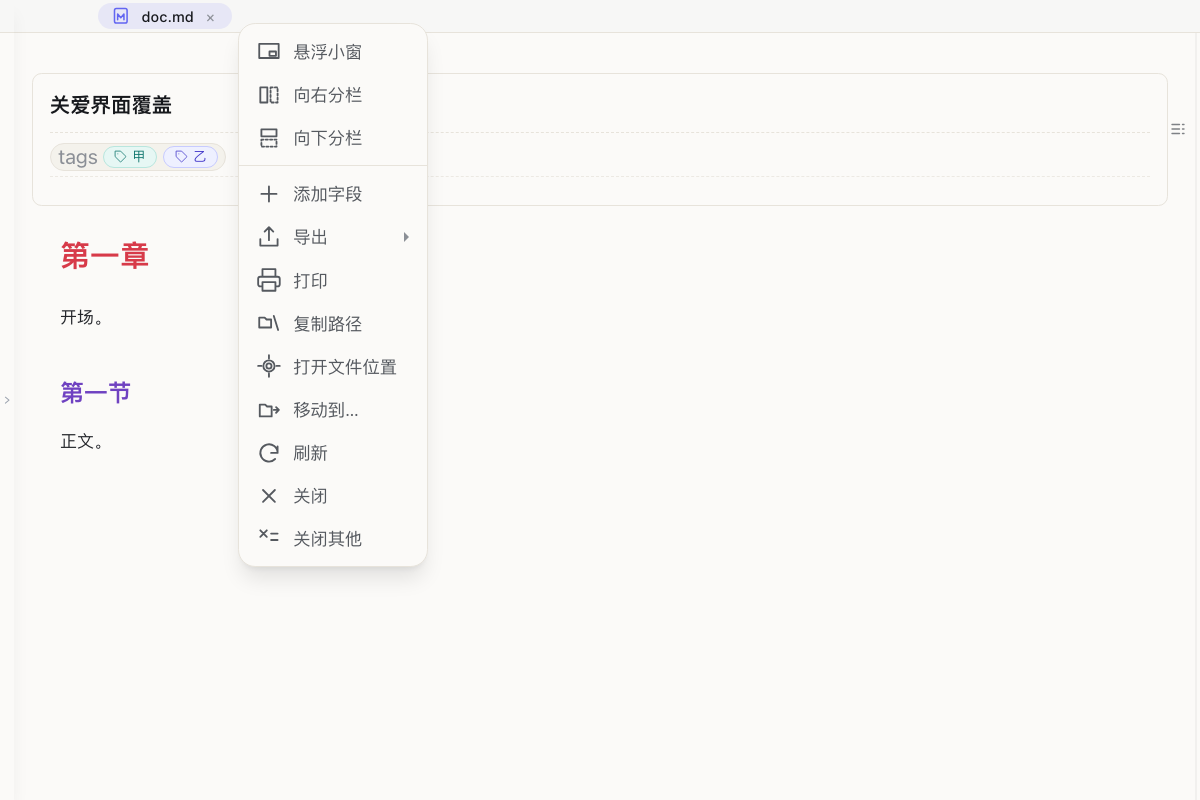 doc.md
悬浮小窗
向右分栏
向下分栏
添加字段
导出
打印
复制路径
打开文件位置
移动到...
刷新
关闭
关闭其他
关爱界面覆盖
tags 甲 乙
第一章
开场。
第一节
正文。